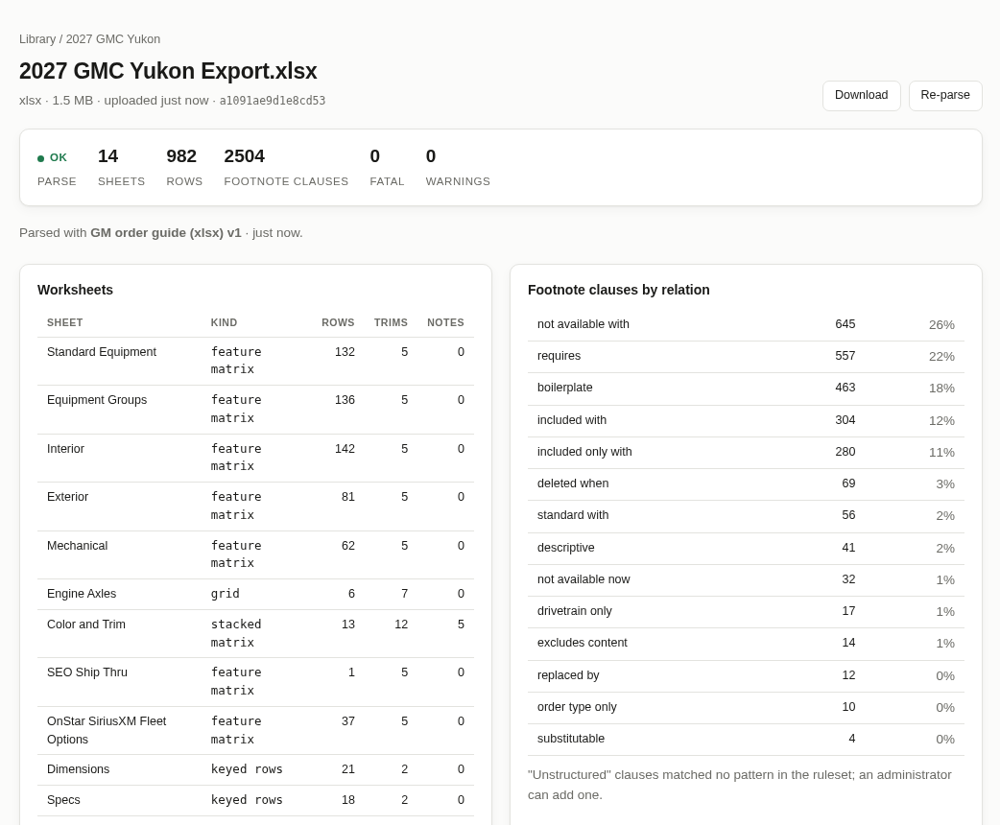 Library / 2027 GMC Yukon
2027 GMC Yukon Export.xlsx
xlsx · 1.5 MB · uploaded just now · a1091ae9d1e8cd53
Download
Re-parse
OK 14 982 2504 0 0
PARSE SHEETS ROWS FOOTNOTE CLAUSES FATAL WARNINGS
Parsed with GM order guide (xlsx) v1 · just now.
Worksheets
SHEET KIND ROWS TRIMS NOTES
Standard Equipment feature matrix 132 5 0
Equipment Groups feature matrix 136 5 0
Interior feature matrix 142 5 0
Exterior feature matrix 81 5 0
Mechanical feature matrix 62 5 0
Engine Axles grid 6 7 0
Color and Trim stacked matrix 13 12 5
SEO Ship Thru feature matrix 1 5 0
OnStar SiriusXM Fleet Options feature matrix 37 5 0
Dimensions keyed rows 21 2 0
Specs keyed rows 18 2 0
Footnote clauses by relation
not available with 645 26%
requires 557 22%
boilerplate 463 18%
included with 304 12%
included only with 280 11%
deleted when 69 3%
standard with 56 2%
descriptive 41 2%
not available now 32 1%
drivetrain only 17 1%
excludes content 14 1%
replaced by 12 0%
order type only 10 0%
substitutable 4 0%
"Unstructured" clauses matched no pattern in the ruleset; an administrator
can add one.